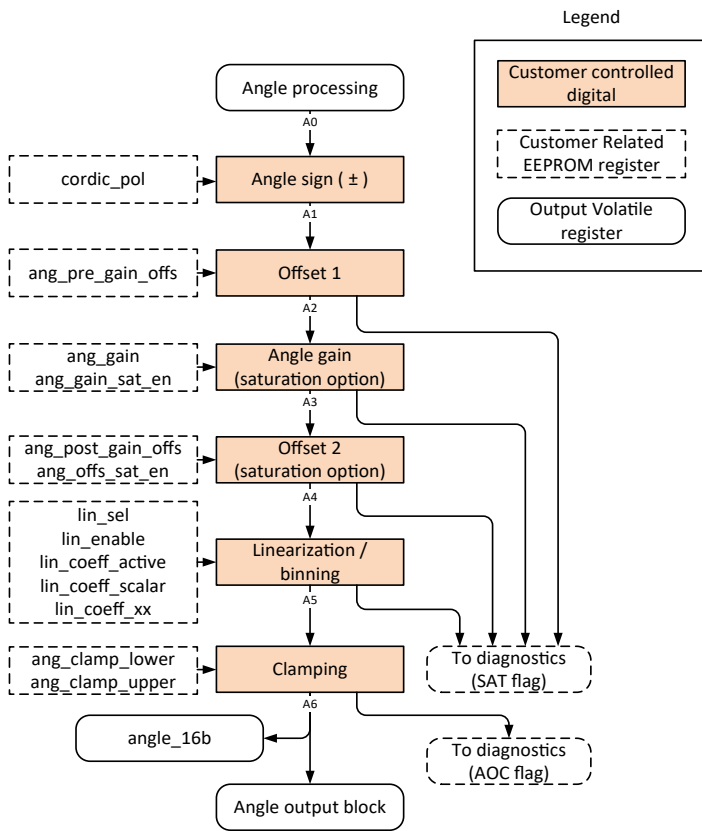 Legend
Customer controlled
digital
Customer Related
EEPROM register
Output Volatile
register
Angle processing
A0
cordic_pol
Angle sign ( ± )
A1
ang_pre_gain_offs
Offset 1
A2
ang_gain
ang_gain_sat_en
Angle gain
(saturation option)
A3
ang_post_gain_offs
ang_offs_sat_en
Offset 2
(saturation option)
A4
lin_sel
lin_enable
lin_coeff_active
lin_coeff_scalar
lin_coeff_xx
Linearization /
binning
A5
ang_clamp_lower
ang_clamp_upper
Clamping
To diagnostics
(SAT flag)
A6
angle_16b
To diagnostics
(AOC flag)
Angle output block